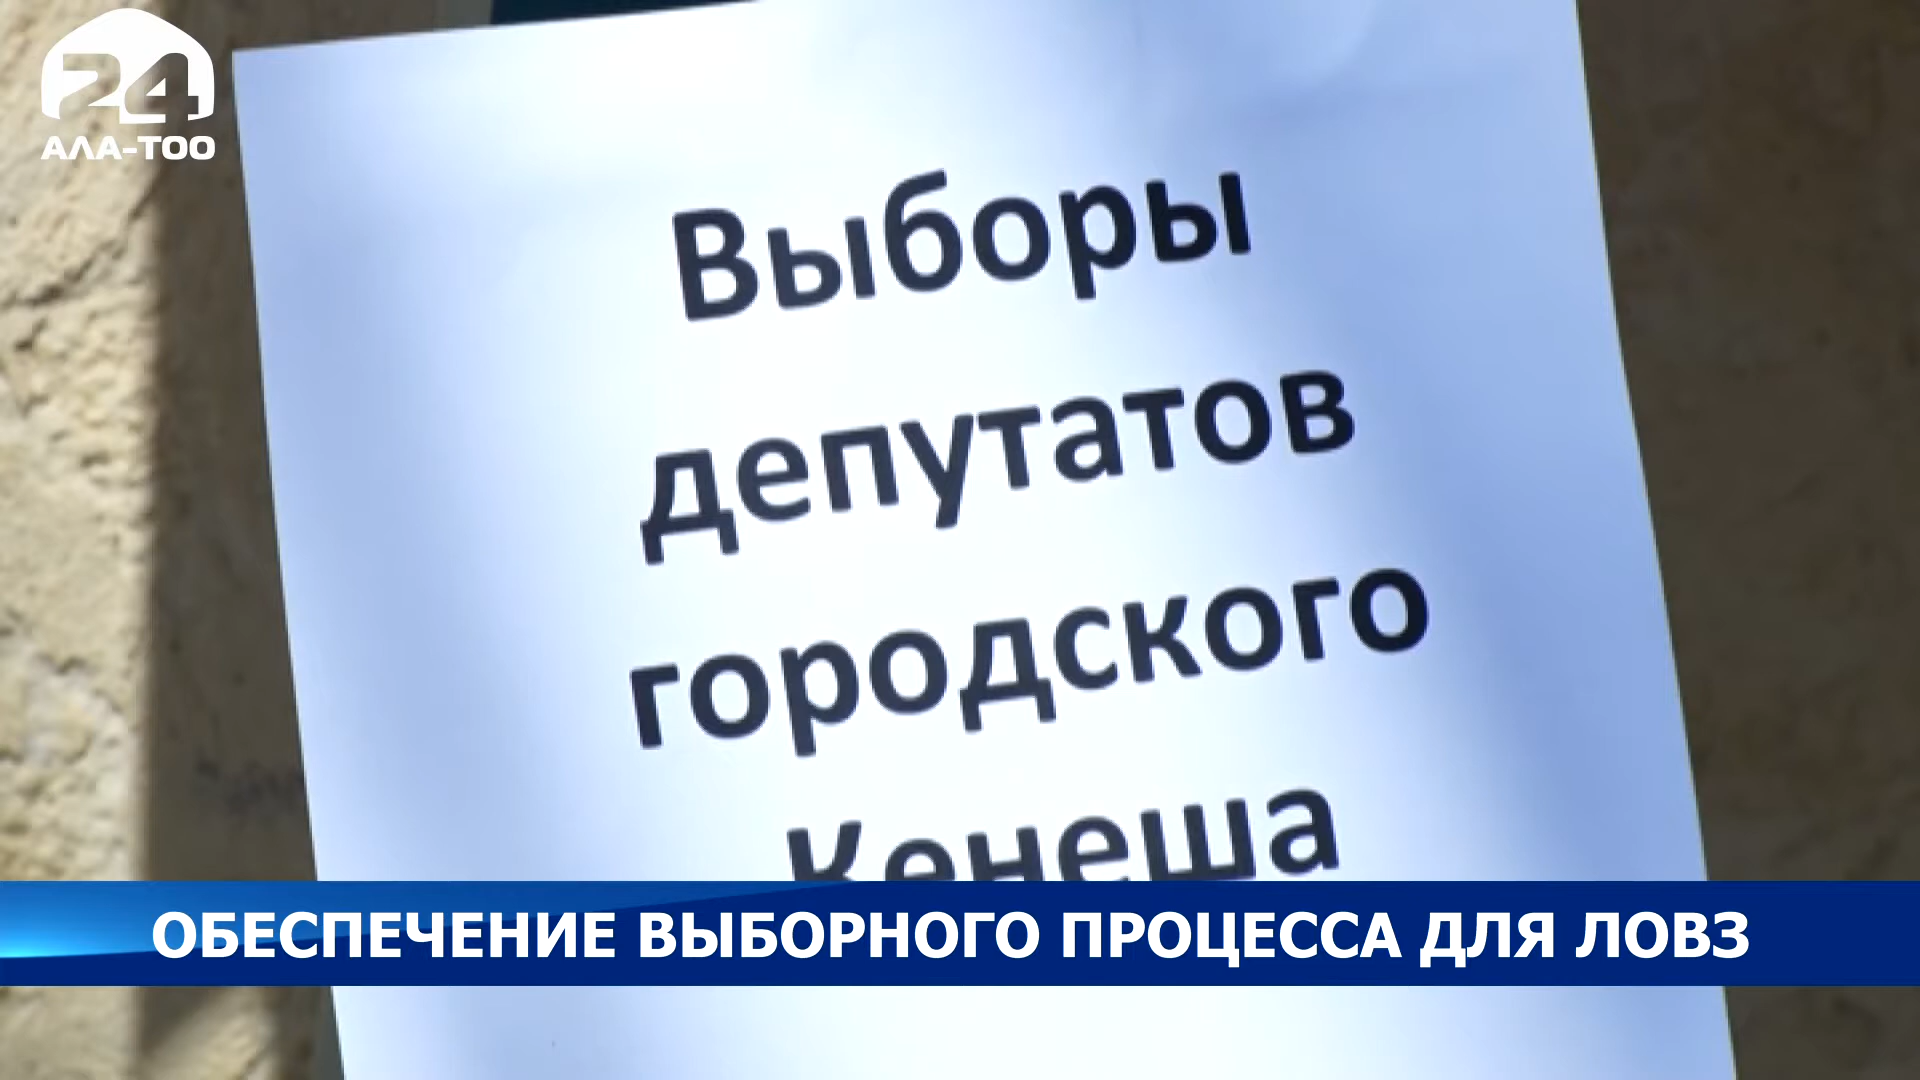 24
АЛА-ТОО
Выборы
депутатов
городского
Кенеша
ОБЕСПЕЧЕНИЕ ВЫБОРНОГО ПРОЦЕССА ДЛЯ ЛОВЗ